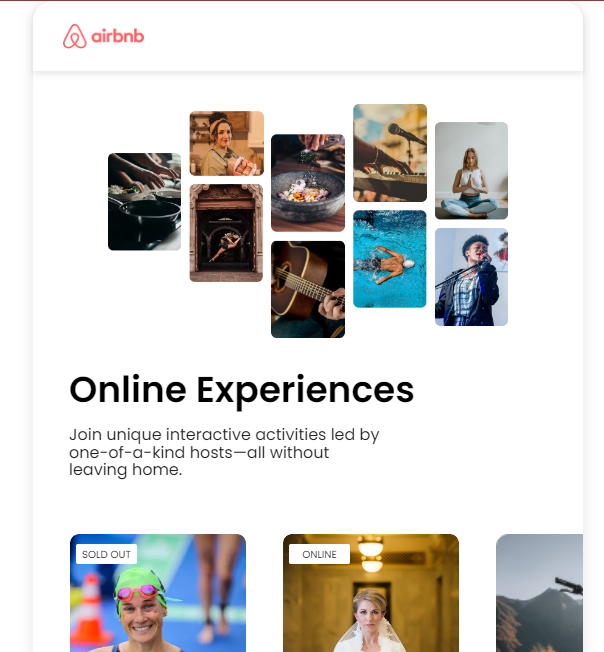 airbnb
Online Experiences
Join unique interactive activities led by
one-of-a-kind hosts—all without
leaving home.
SOLD OUT
ONLINE